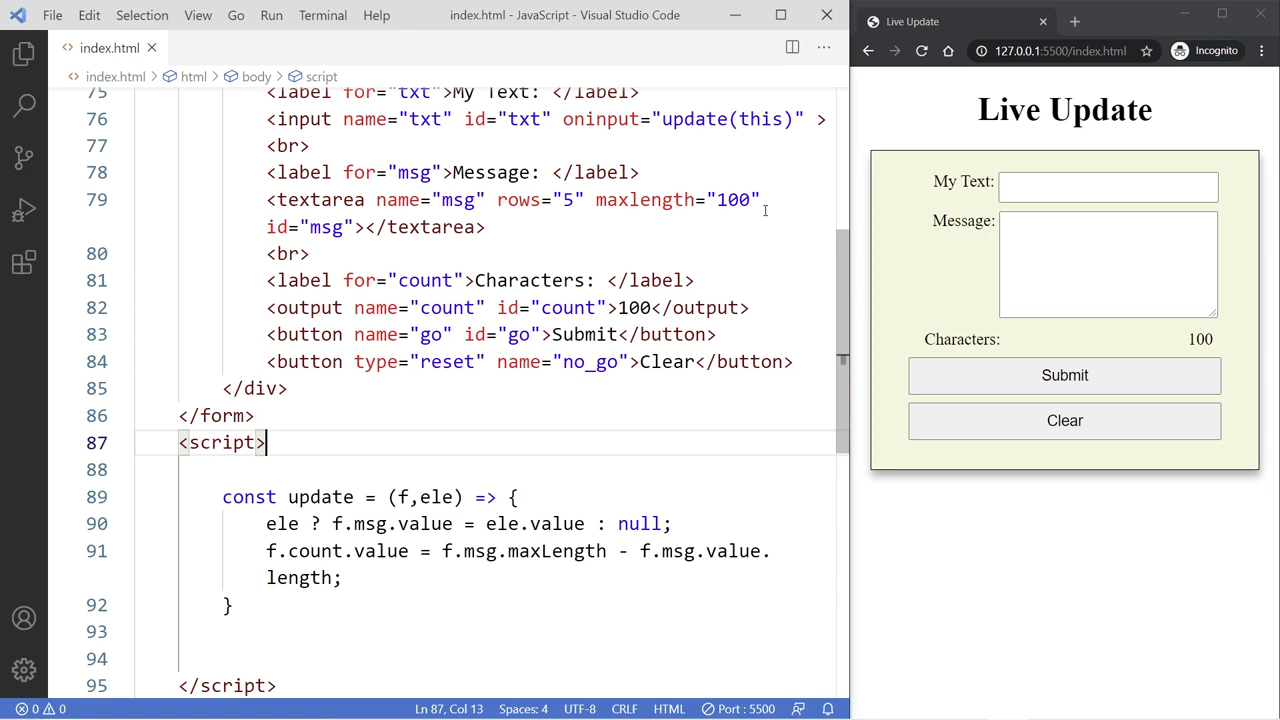 File Edit Selection View Go Run Terminal Help index.html - JavaScript - Visual Studio Code
index.html
index.html > html > body > script
75 <label for="txt">My Text: </label>
76 <input name="txt" id="txt" oninput="update(this)" >
77 <br>
78 <label for="msg">Message: </label>
79 <textarea name="msg" rows="5" maxlength="100"
id="msg"></textarea>
80 <br>
81 <label for="count">Characters: </label>
82 <output name="count" id="count">100</output>
83 <button name="go" id="go">Submit</button>
84 <button type="reset" name="no_go">Clear</button>
85 </div>
86 </form>
87 <script>
88
89 const update = (f,ele) => {
90 ele ? f.msg.value = ele.value : null;
91 f.count.value = f.msg.maxLength - f.msg.value.
length;
92 }
93
94
95 </script>
0 0 Ln 87, Col 13 Spaces: 4 UTF-8 CRLF HTML Port : 5500
Live Update
127.0.0.1:5500/index.html Incognito
Live Update
My Text:
Message:
Characters: 100
Submit
Clear